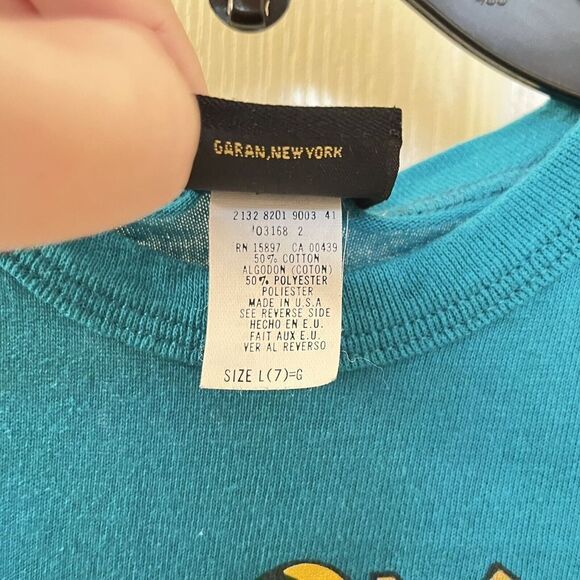 GARAN, NEW YORK
2132 8201 9003 41
103168 2
RN 15897 CA 00439
50% COTTON
ALGODON (COTON)
50% POLYESTER
POLIESTER
MADE IN U.S.A
SEE REVERSE SIDE
HECHO EN E.U.
FAIT AUX E.U.
VER AL REVERSO
SIZE L(7)=G